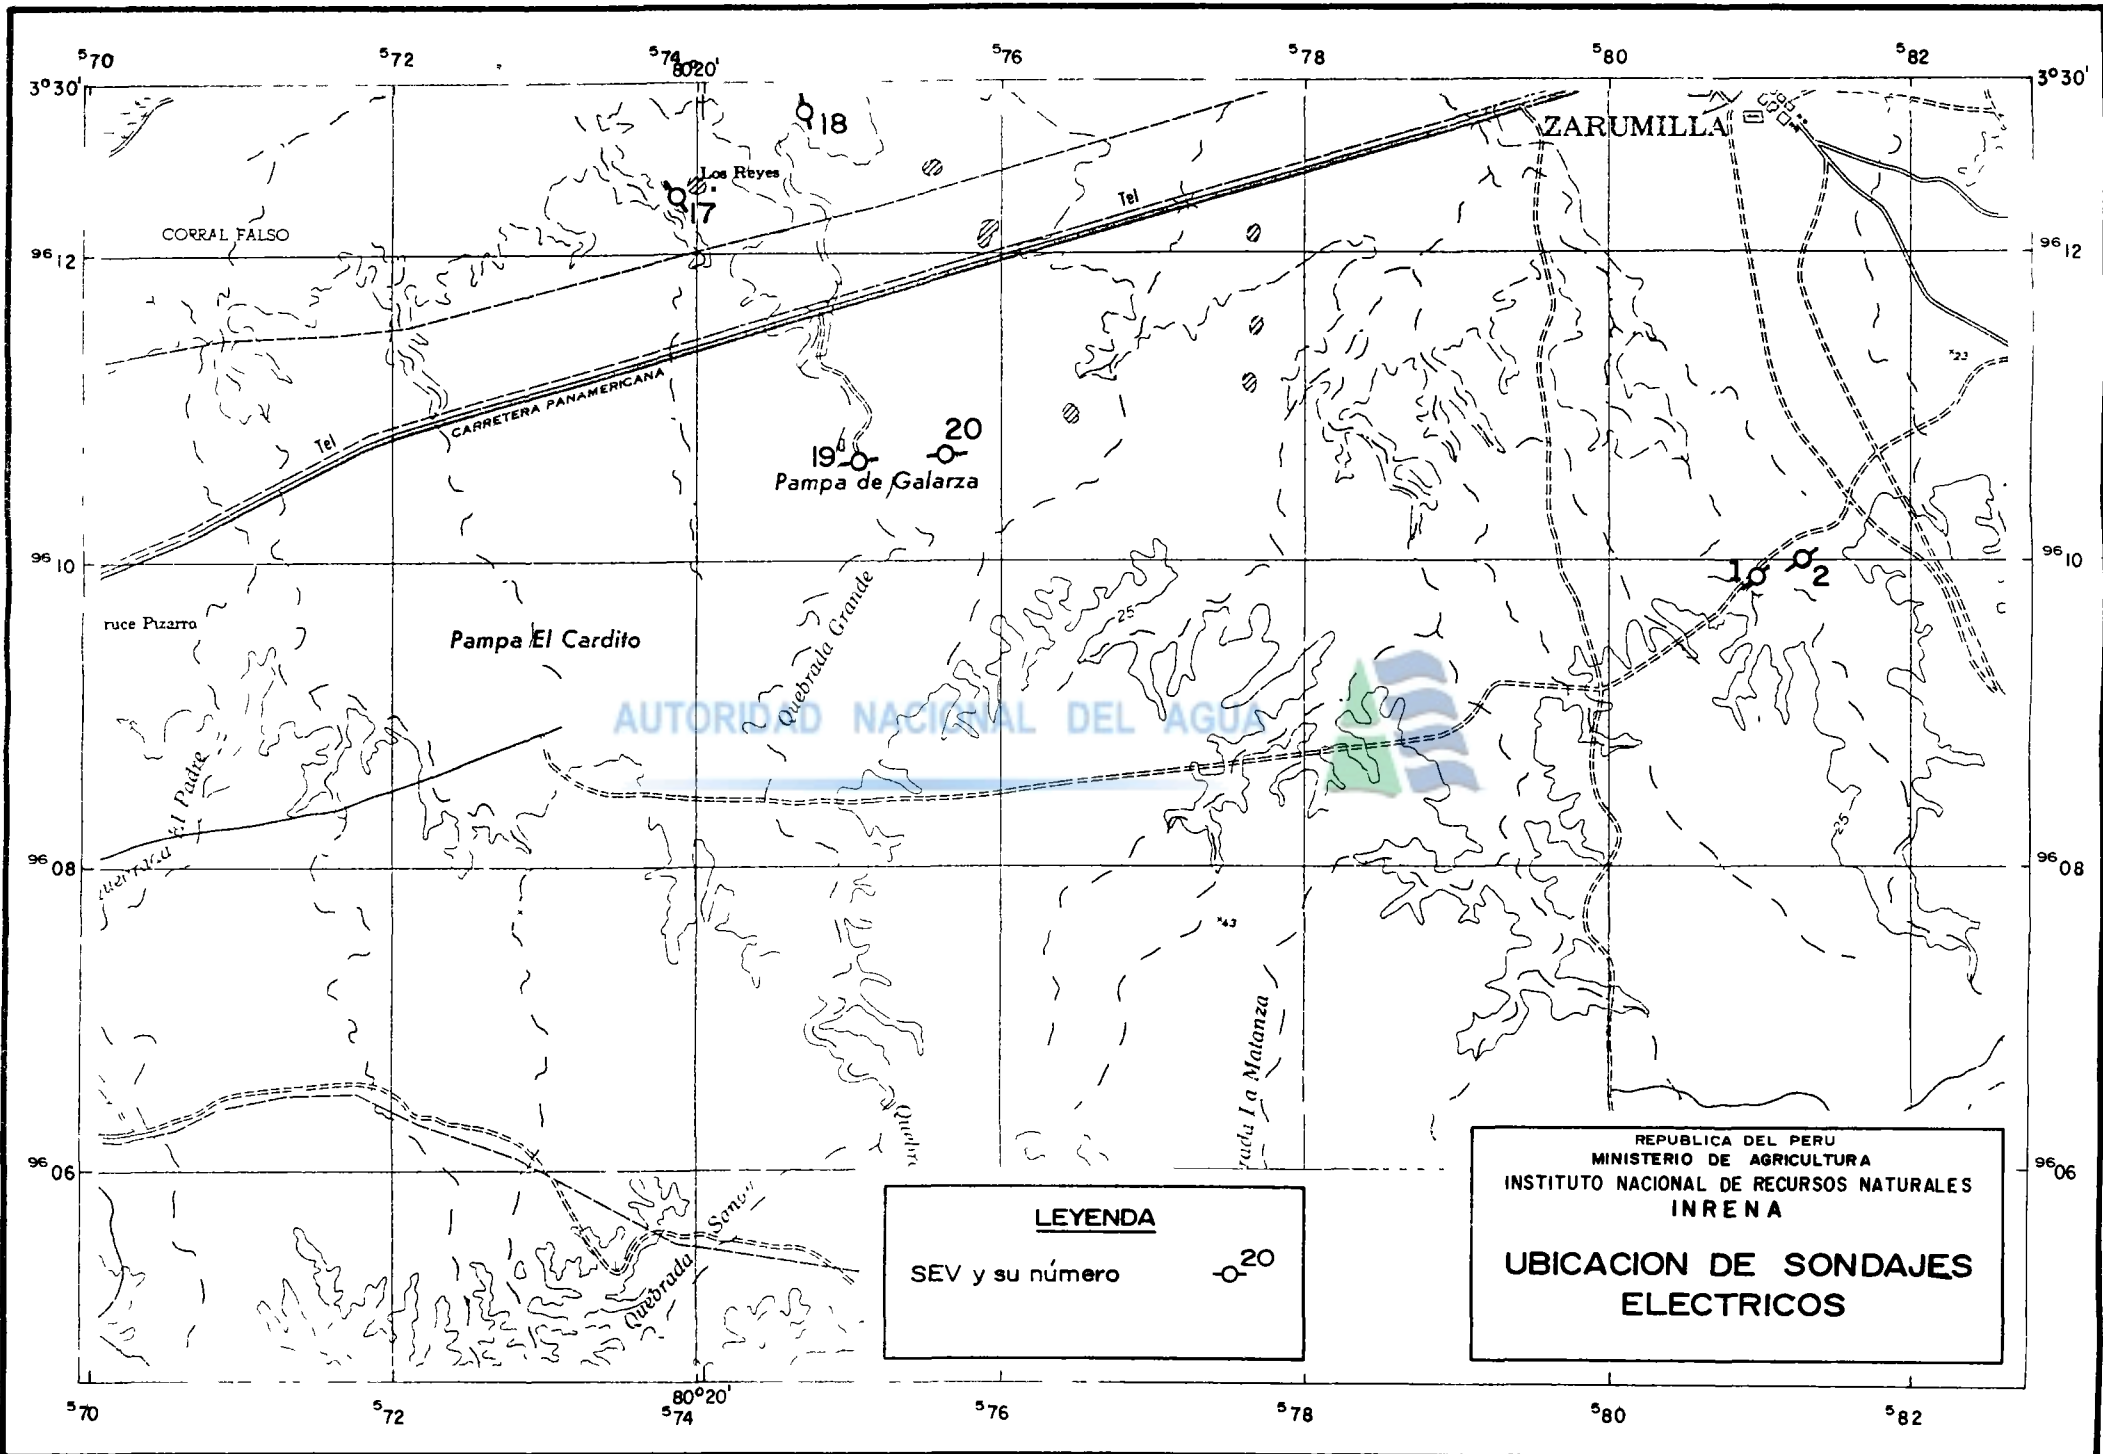 570 572 574 576 578 580 582
80°20'
3°30' 3°30'
18
ZARUMILLA
Los Reyes
17
Tel
CORRAL FALSO
9612 9612
×23
CARRETERA PANAMERICANA
Tel
20
19
Pampa de Galarza
9610 9610
1 2
ruce Pizarro
Pampa El Cardito
25
Quebrada Grande
AUTORIDAD NACIONAL DEL AGUA
El Padre
25
9608 9608
×43
rada La Matanza
Quebr
9606 9606
Quebrada
LEYENDA
SEV y su número 20
REPUBLICA DEL PERU
MINISTERIO DE AGRICULTURA
INSTITUTO NACIONAL DE RECURSOS NATURALES
INRENA
UBICACION DE SONDAJES
ELECTRICOS
80°20'
570 572 574 576 578 580 582